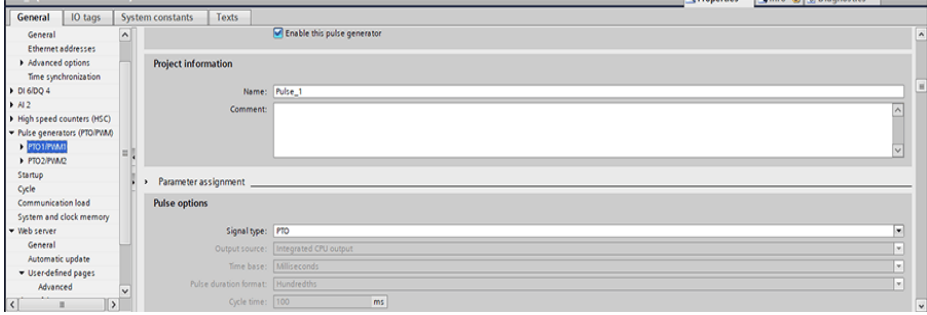 Properties
Info
Diagnostics
General
IO tags
System constants
Texts
General
Ethernet addresses
Advanced options
Time synchronization
DI 6/DQ 4
AI 2
High speed counters (HSC)
Pulse generators (PTO/PWM)
PTO1/PWM1
PTO2/PWM2
Startup
Cycle
Communication load
System and clock memory
Web server
General
Automatic update
User-defined pages
Advanced
Enable this pulse generator
Project information
Name: Pulse_1
Comment:
Parameter assignment
Pulse options
Signal type: PTO
Output source: Integrated CPU output
Time base: Milliseconds
Pulse duration format: Hundredths
Cycle time: 100 ms